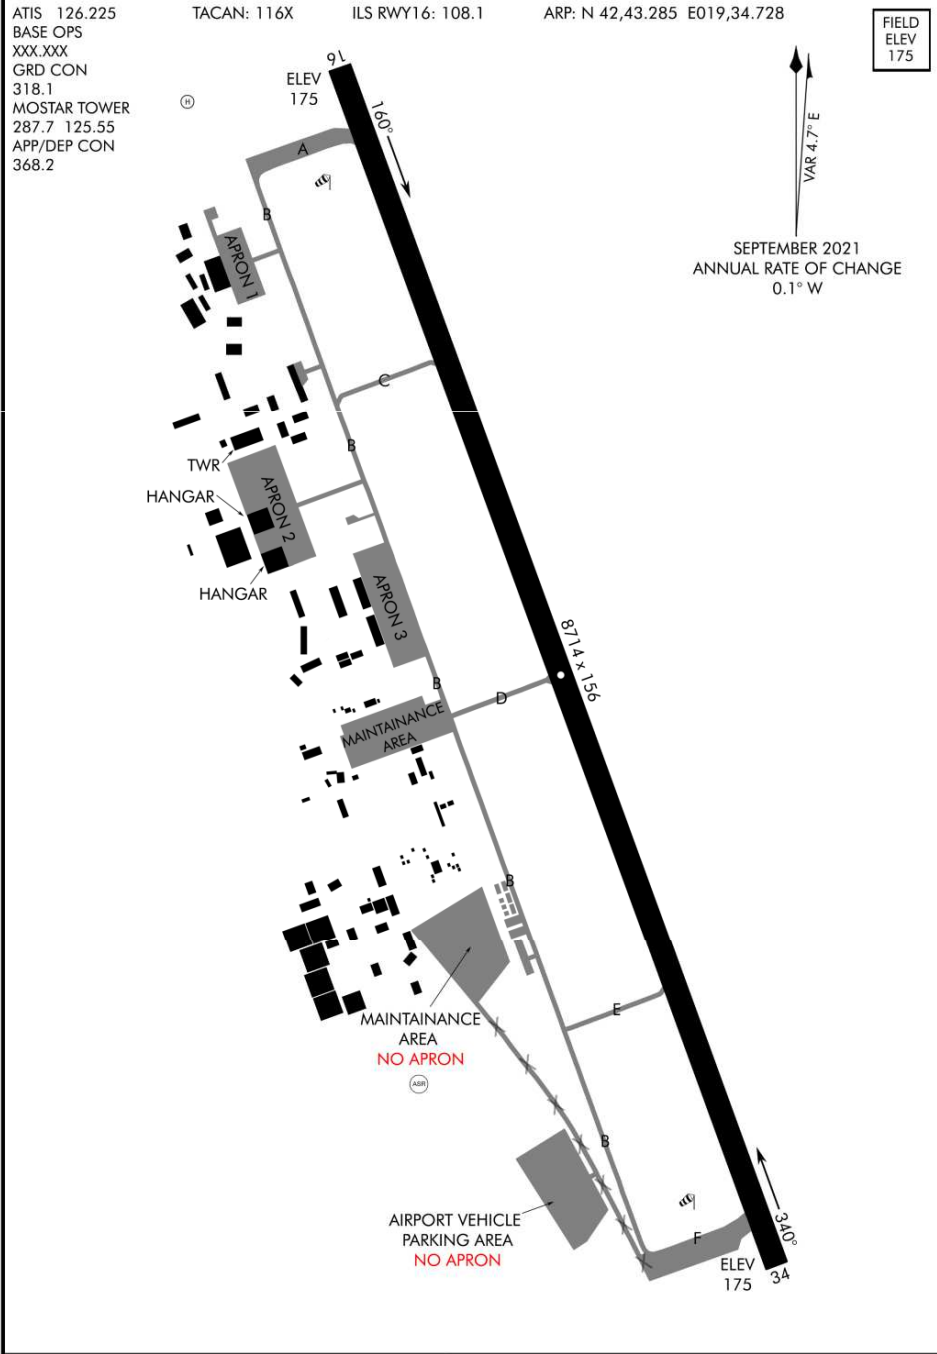 ATIS 126.225 TACAN: 116X ILS RWY16: 108.1 ARP: N 42,43.285 E019,34.728
BASE OPS
XXX.XXX
GRD CON
318.1
MOSTAR TOWER
287.7 125.55
APP/DEP CON
368.2
FIELD
ELEV
175
16
ELEV
175
160°
H
A
B
APRON 1
VAR 4.7° E
SEPTEMBER 2021
ANNUAL RATE OF CHANGE
0.1° W
C
B
TWR
HANGAR
APRON 2
HANGAR
APRON 3
8714 x 156
B
D
MAINTAINANCE
AREA
B
MAINTAINANCE
AREA
NO APRON
E
ASR
B
AIRPORT VEHICLE
PARKING AREA
NO APRON
F
340°
ELEV
175
34